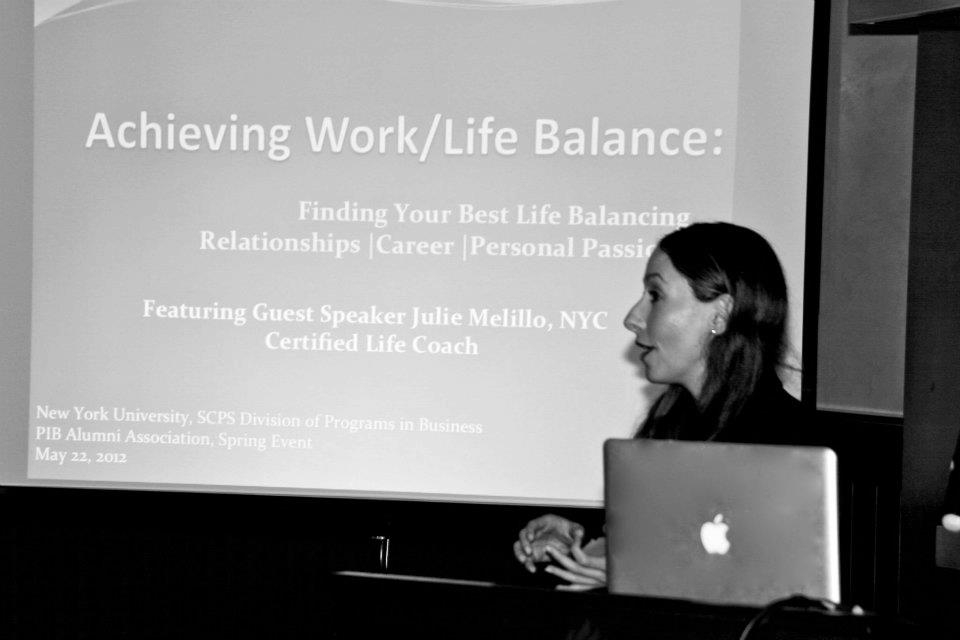 Achieving Work/Life Balance:
Finding Your Best Life Balancing
Relationships |Career |Personal
Featuring Guest Speaker Julie Melillo, NYC
Certified Life Coach
New York University, SCPS Division of Programs in Business
PIB Alumni Association, Spring Event
May 22, 2012